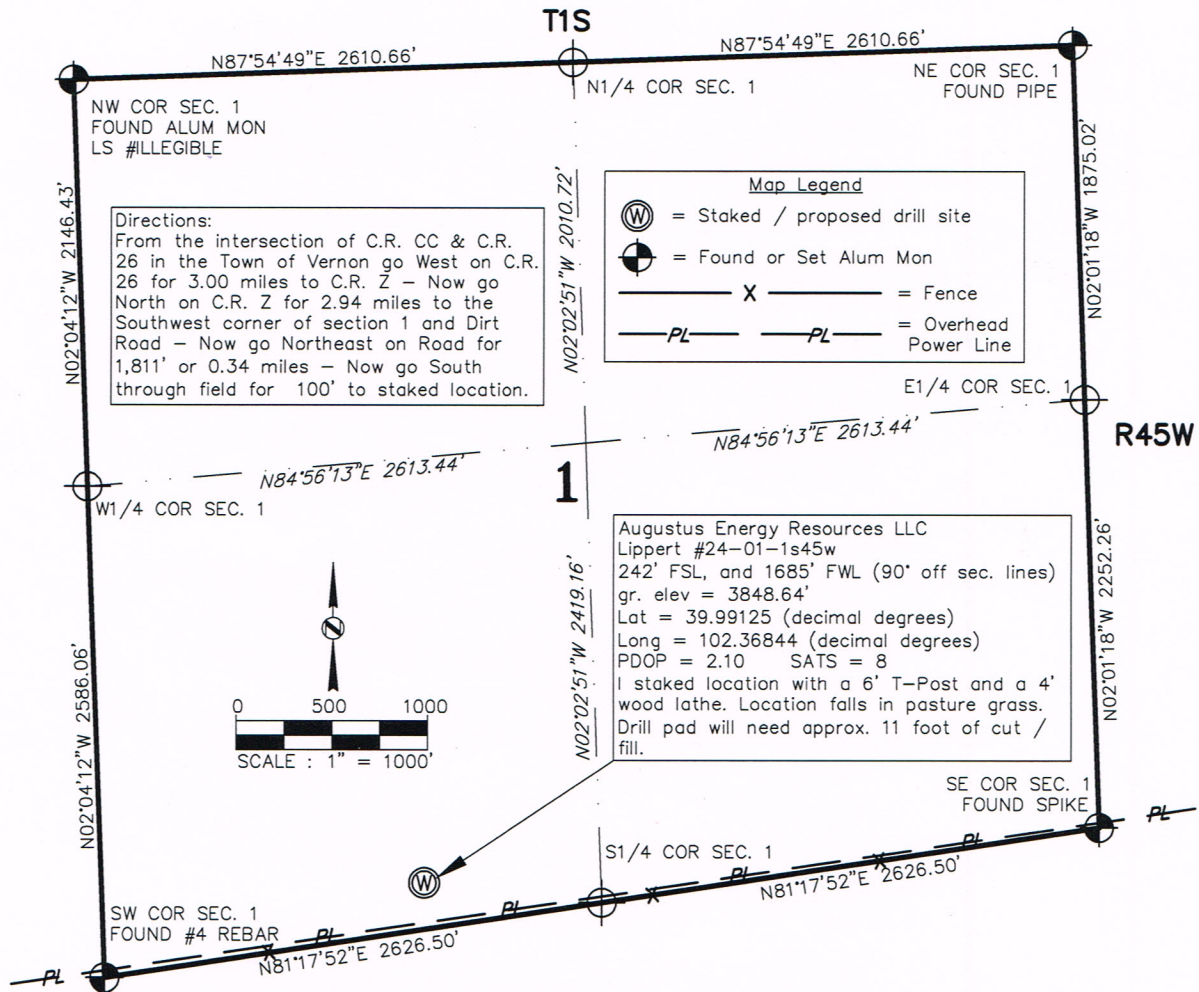 T1S
N87°54'49"E 2610.66'
N87°54'49"E 2610.66'
N1/4 COR SEC. 1
NE COR SEC. 1
FOUND PIPE
NW COR SEC. 1
FOUND ALUM MON
LS #ILLEGIBLE
N02°04'12"W 2146.43'
Directions:
From the intersection of C.R. CC & C.R.
26 in the Town of Vernon go West on C.R.
26 for 3.00 miles to C.R. Z – Now go
North on C.R. Z for 2.94 miles to the
Southwest corner of section 1 and Dirt
Road – Now go Northeast on Road for
1,811' or 0.34 miles – Now go South
through field for 100' to staked location.
N02°02'51"W 2010.72'
Map Legend
W = Staked / proposed drill site
= Found or Set Alum Mon
X = Fence
PL PL = Overhead
Power Line
N02°01'18"W 1875.02'
E1/4 COR SEC. 1
R45W
N84°56'13"E 2613.44'
N84°56'13"E 2613.44'
1
W1/4 COR SEC. 1
Augustus Energy Resources LLC
Lippert #24-01-1s45w
242' FSL, and 1685' FWL (90° off sec. lines)
gr. elev = 3848.64'
Lat = 39.99125 (decimal degrees)
Long = 102.36844 (decimal degrees)
PDOP = 2.10 SATS = 8
I staked location with a 6' T-Post and a 4'
wood lathe. Location falls in pasture grass.
Drill pad will need approx. 11 foot of cut /
fill.
N02°02'51"W 2419.16'
N02°01'18"W 2252.26'
N
0 500 1000
SCALE : 1" = 1000'
N02°04'12"W 2586.06'
SE COR SEC. 1
FOUND SPIKE
PL
PL
S1/4 COR SEC. 1
PL
X
X
N81°17'52"E 2626.50'
W
SW COR SEC. 1
FOUND #4 REBAR
PL
PL
X
N81°17'52"E 2626.50'
PL